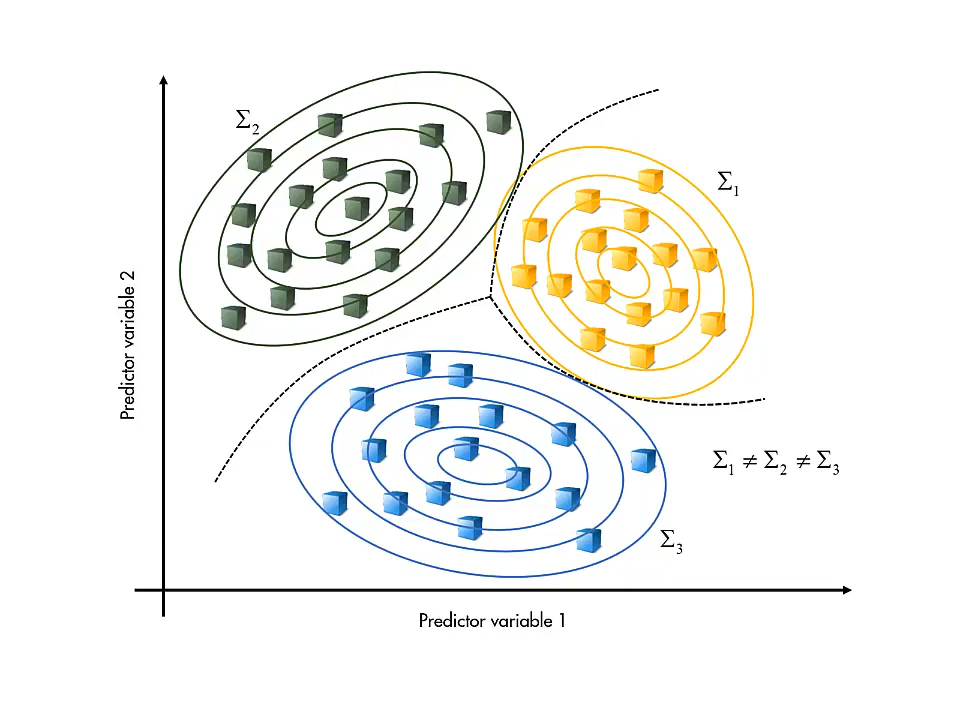 Σ₂
Σ₁
Predictor variable 2
Σ₁ ≠ Σ₂ ≠ Σ₃
Σ₃
Predictor variable 1